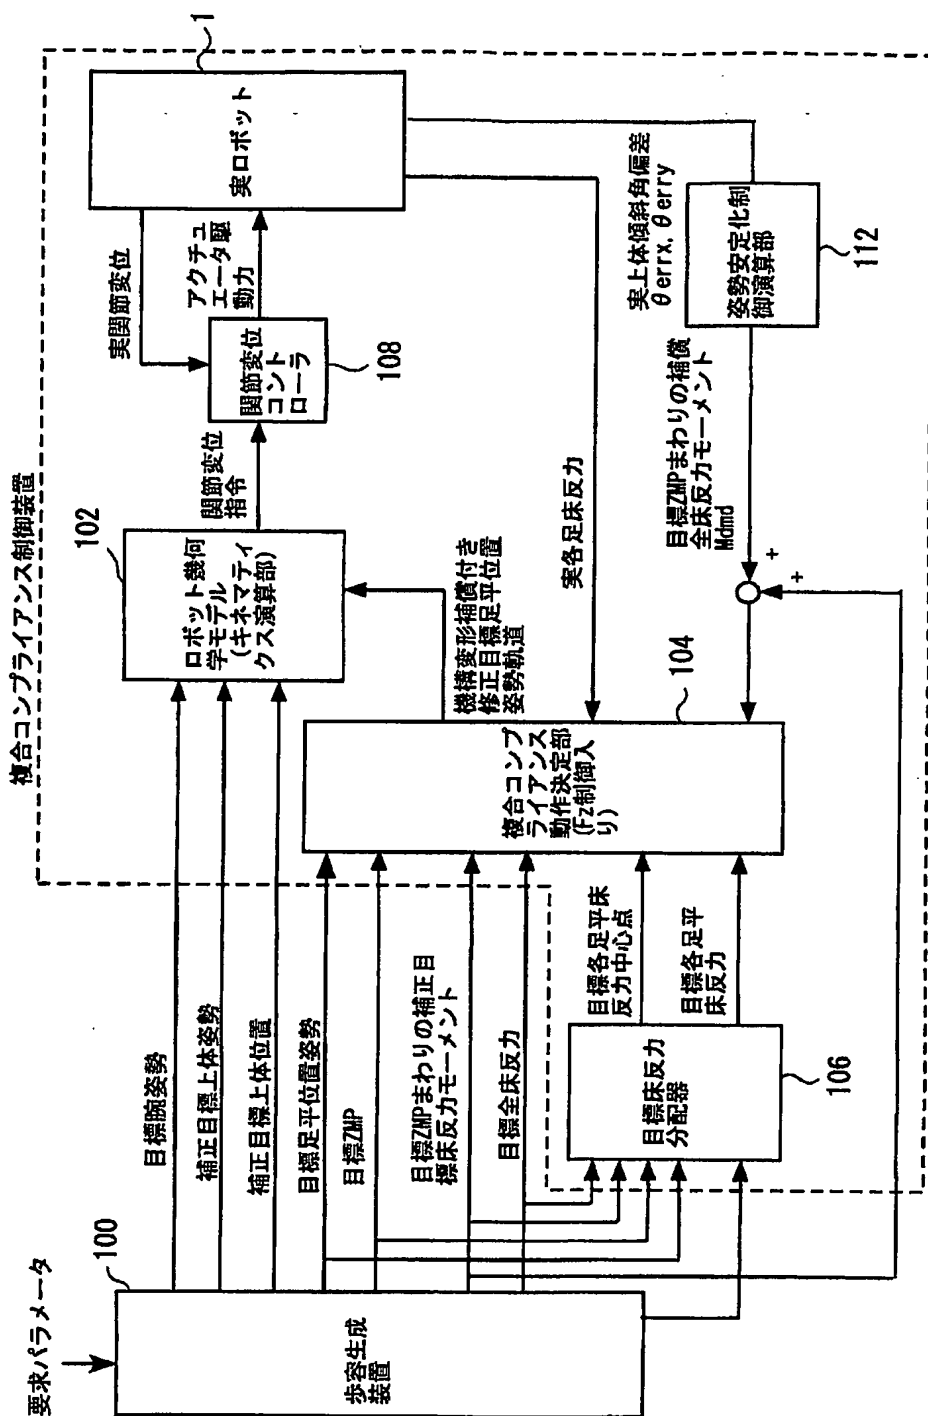 複合コンプライアンス制御装置
要求パラメータ
100
歩容生成
装置
目標腕姿勢
補正目標上体姿勢
補正目標上体位置
目標足平位置姿勢
目標ZMP
目標ZMPまわりの補正目
標床反力モーメント
目標全床反力
102
ロボット幾何
学モデル
(キネマティ
クス演算部)
関節変位
指令
関節変位
コント
ローラ
108
実関節変位
アクチュ
エータ駆
動力
実ロボット
1
機構変形補償付き
修正目標足平位置
姿勢軌道
複合コンプ
ライアンス
動作決定部
(Fz制御入
り)
104
実各足床反力
目標床反力
分配器
106
目標各足平床
反力中心点
目標各足平
床反力
目標ZMPまわりの補償
全床反力モーメント
Mdmd
+
+
実上体傾斜角偏差
θerrx, θerry
姿勢安定化制
御演算部
112